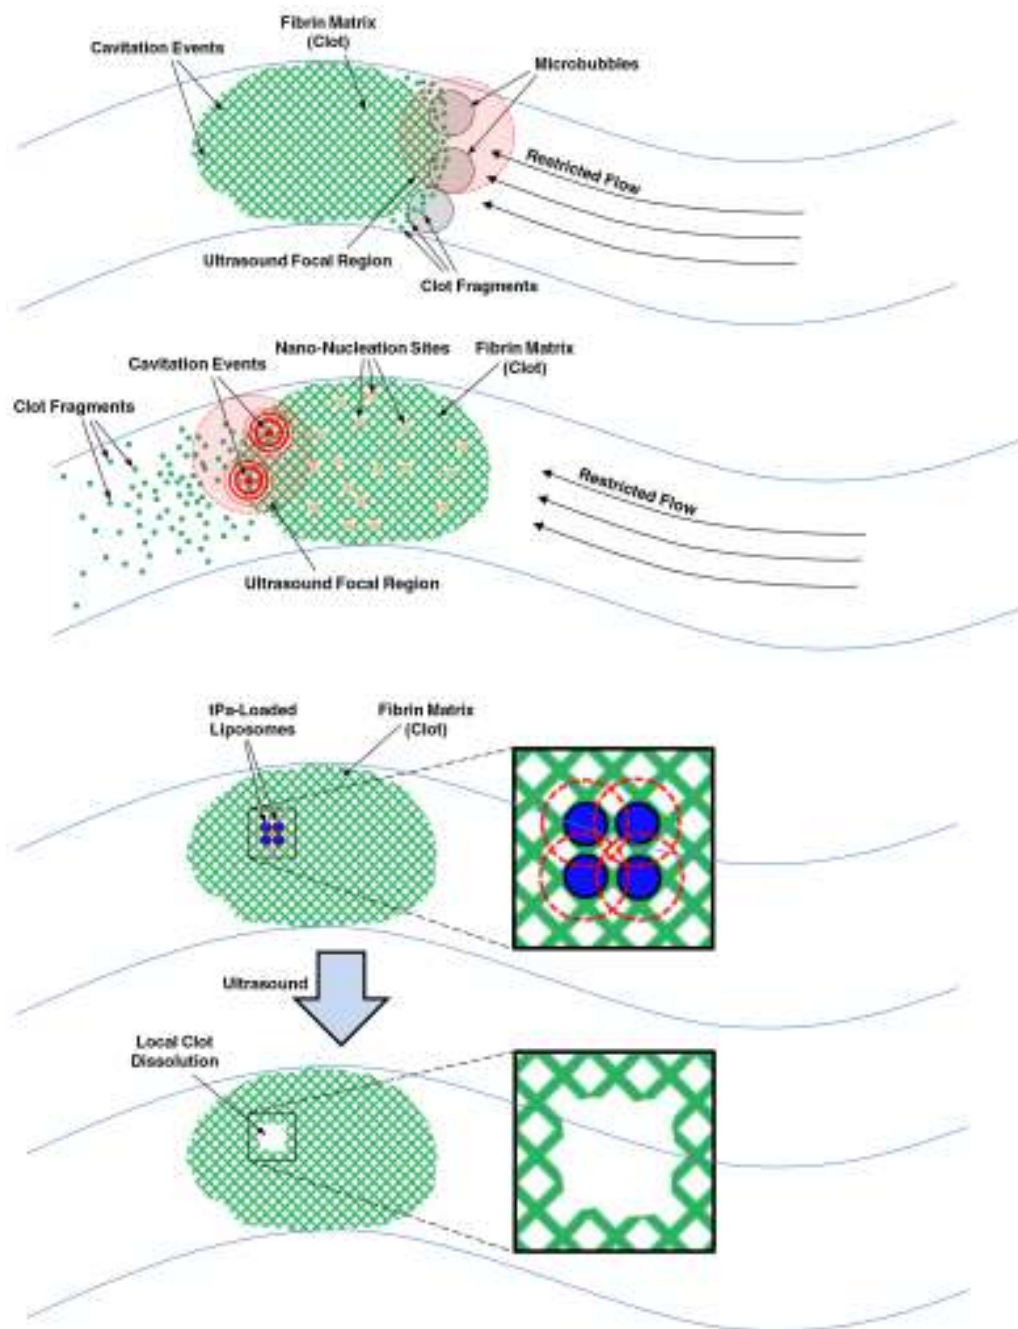 Fibrin Matrix
(Clot)
Cavitation Events
Microbubbles
Restricted Flow
Ultrasound Focal Region
Clot Fragments
Nano-Nucleation Sites
Fibrin Matrix
(Clot)
Cavitation Events
Clot Fragments
Restricted Flow
Ultrasound Focal Region
tPa-Loaded
Liposomes
Fibrin Matrix
(Clot)
Ultrasound
Local Clot
Dissolution